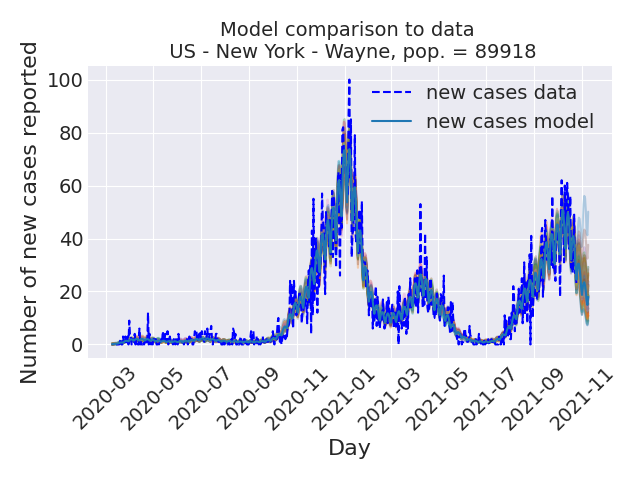 Model comparison to data
US - New York - Wayne, pop. = 89918
Number of new cases reported
100
80
60
40
20
0
new cases data
new cases model
2020-03
2020-05
2020-07
2020-09
2020-11
2021-01
2021-03
2021-05
2021-07
2021-09
2021-11
Day